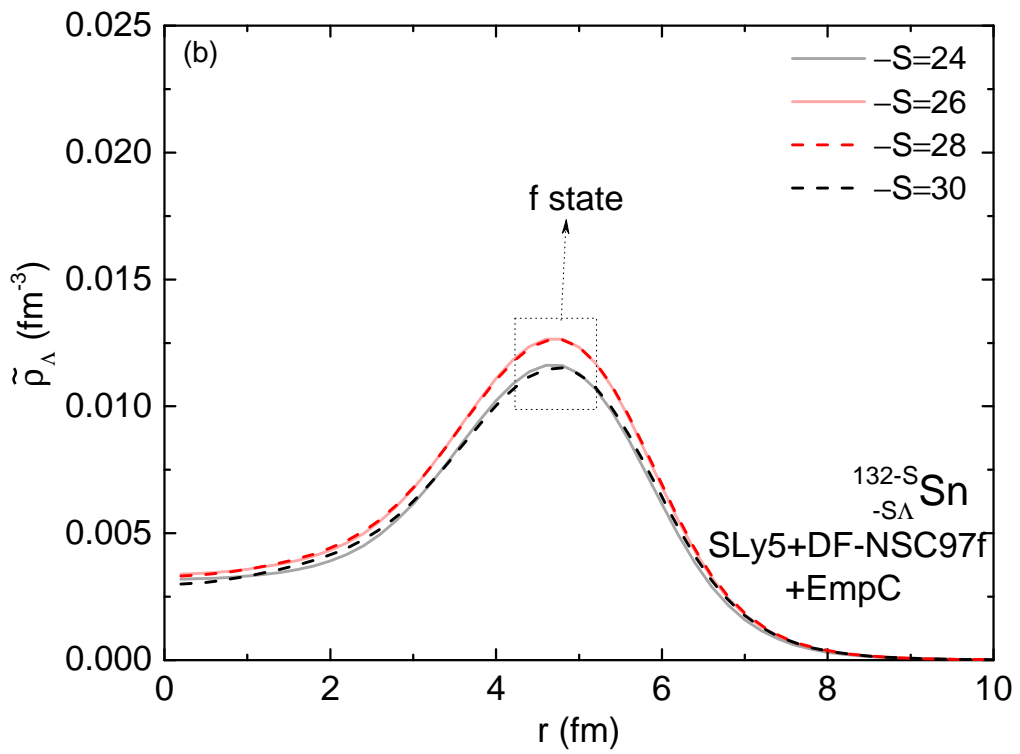 (b)
–S=24
–S=26
–S=28
–S=30
f state
ρ̃_Λ (fm⁻³)
0.025
0.020
0.015
0.010
0.005
0.000
¹³²⁻ˢ₋SΛSn
SLy5+DF-NSC97f
+EmpC
0 2 4 6 8 10
r (fm)